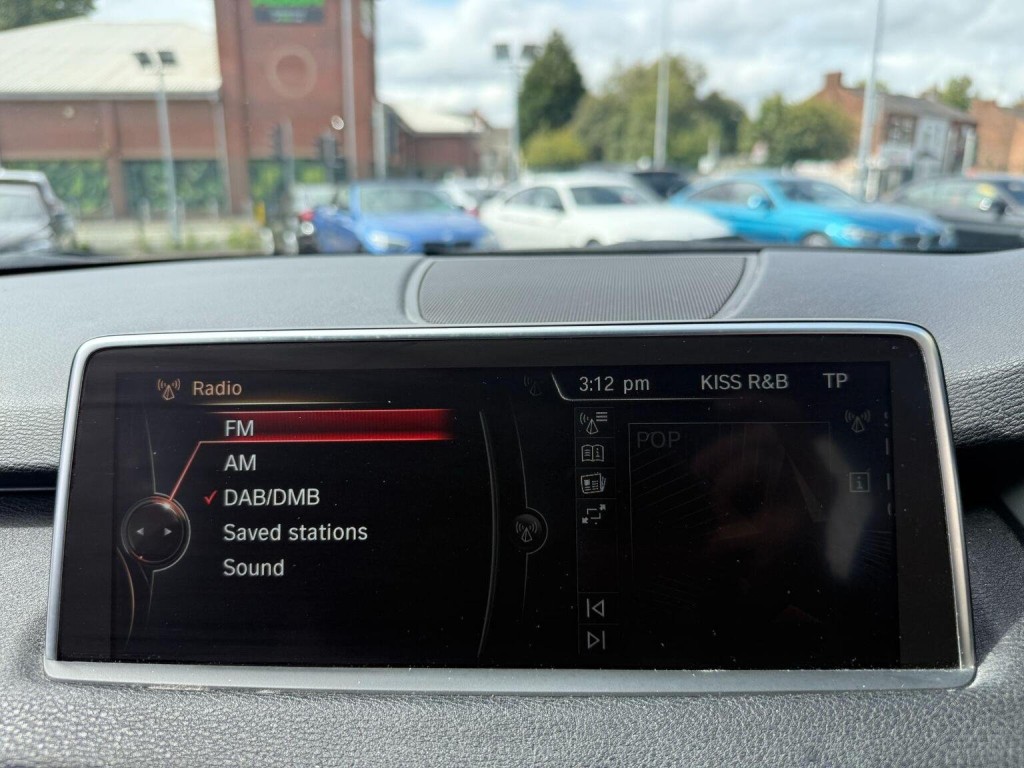 Radio
3:12 pm KISS R&B TP
FM
AM
DAB/DMB
Saved stations
Sound
POP